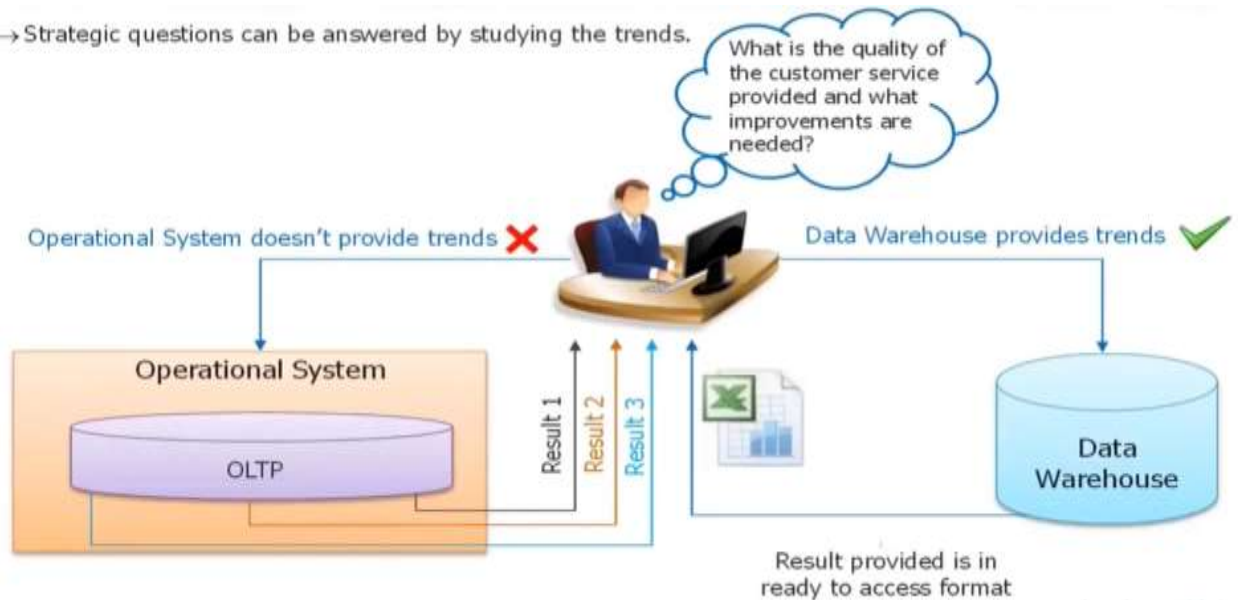 →Strategic questions can be answered by studying the trends.
What is the quality of
the customer service
provided and what
improvements are
needed?
Operational System doesn't provide trends
Data Warehouse provides trends
Operational System
OLTP
Result 1
Result 2
Result 3
Data
Warehouse
Result provided is in
ready to access format